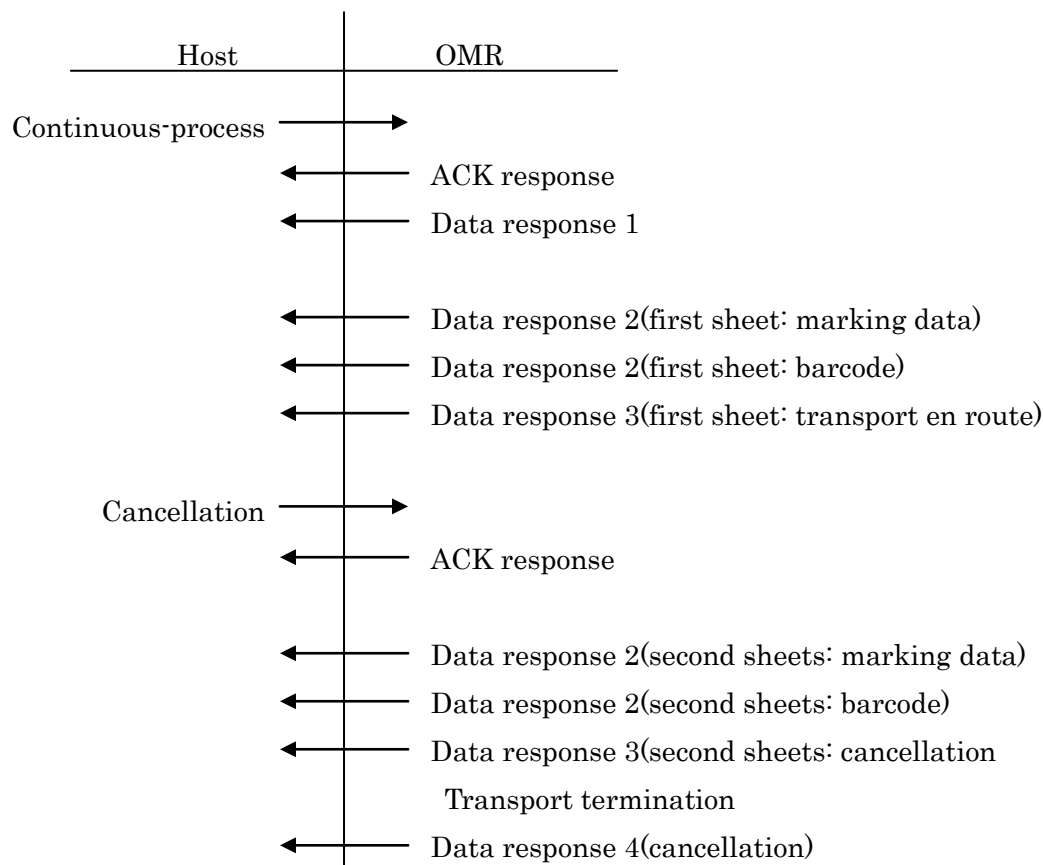 Host OMR
Continuous-process
ACK response
Data response 1
Data response 2(first sheet: marking data)
Data response 2(first sheet: barcode)
Data response 3(first sheet: transport en route)
Cancellation
ACK response
Data response 2(second sheets: marking data)
Data response 2(second sheets: barcode)
Data response 3(second sheets: cancellation
Transport termination
Data response 4(cancellation)